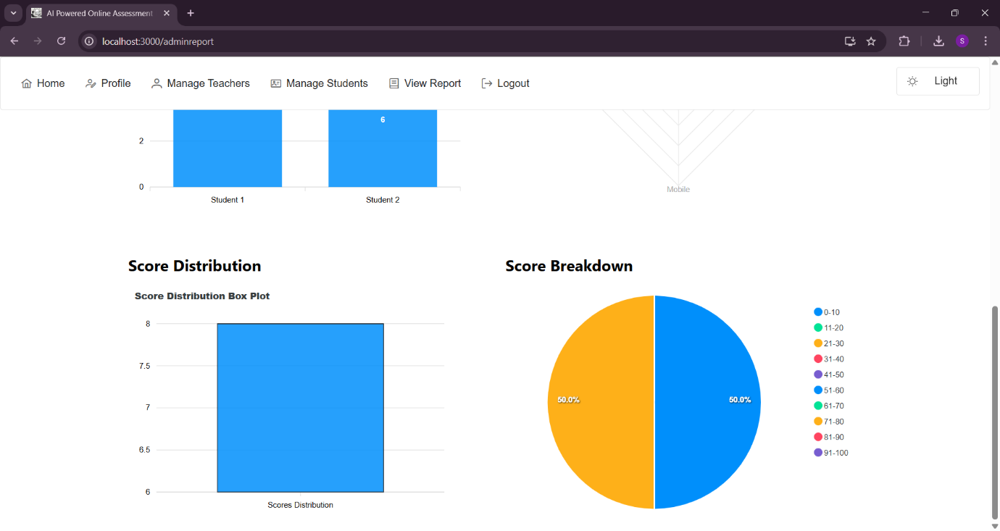 AI Powered Online Assessment
localhost:3000/adminreport
S
Home
Profile
Manage Teachers
Manage Students
View Report
Logout
Light
6
2
0
Student 1
Student 2
Mobile
Score Distribution
Score Distribution Box Plot
8
7.5
7
6.5
6
Scores Distribution
Score Breakdown
50.0%
50.0%
0-10
11-20
21-30
31-40
41-50
51-60
61-70
71-80
81-90
91-100